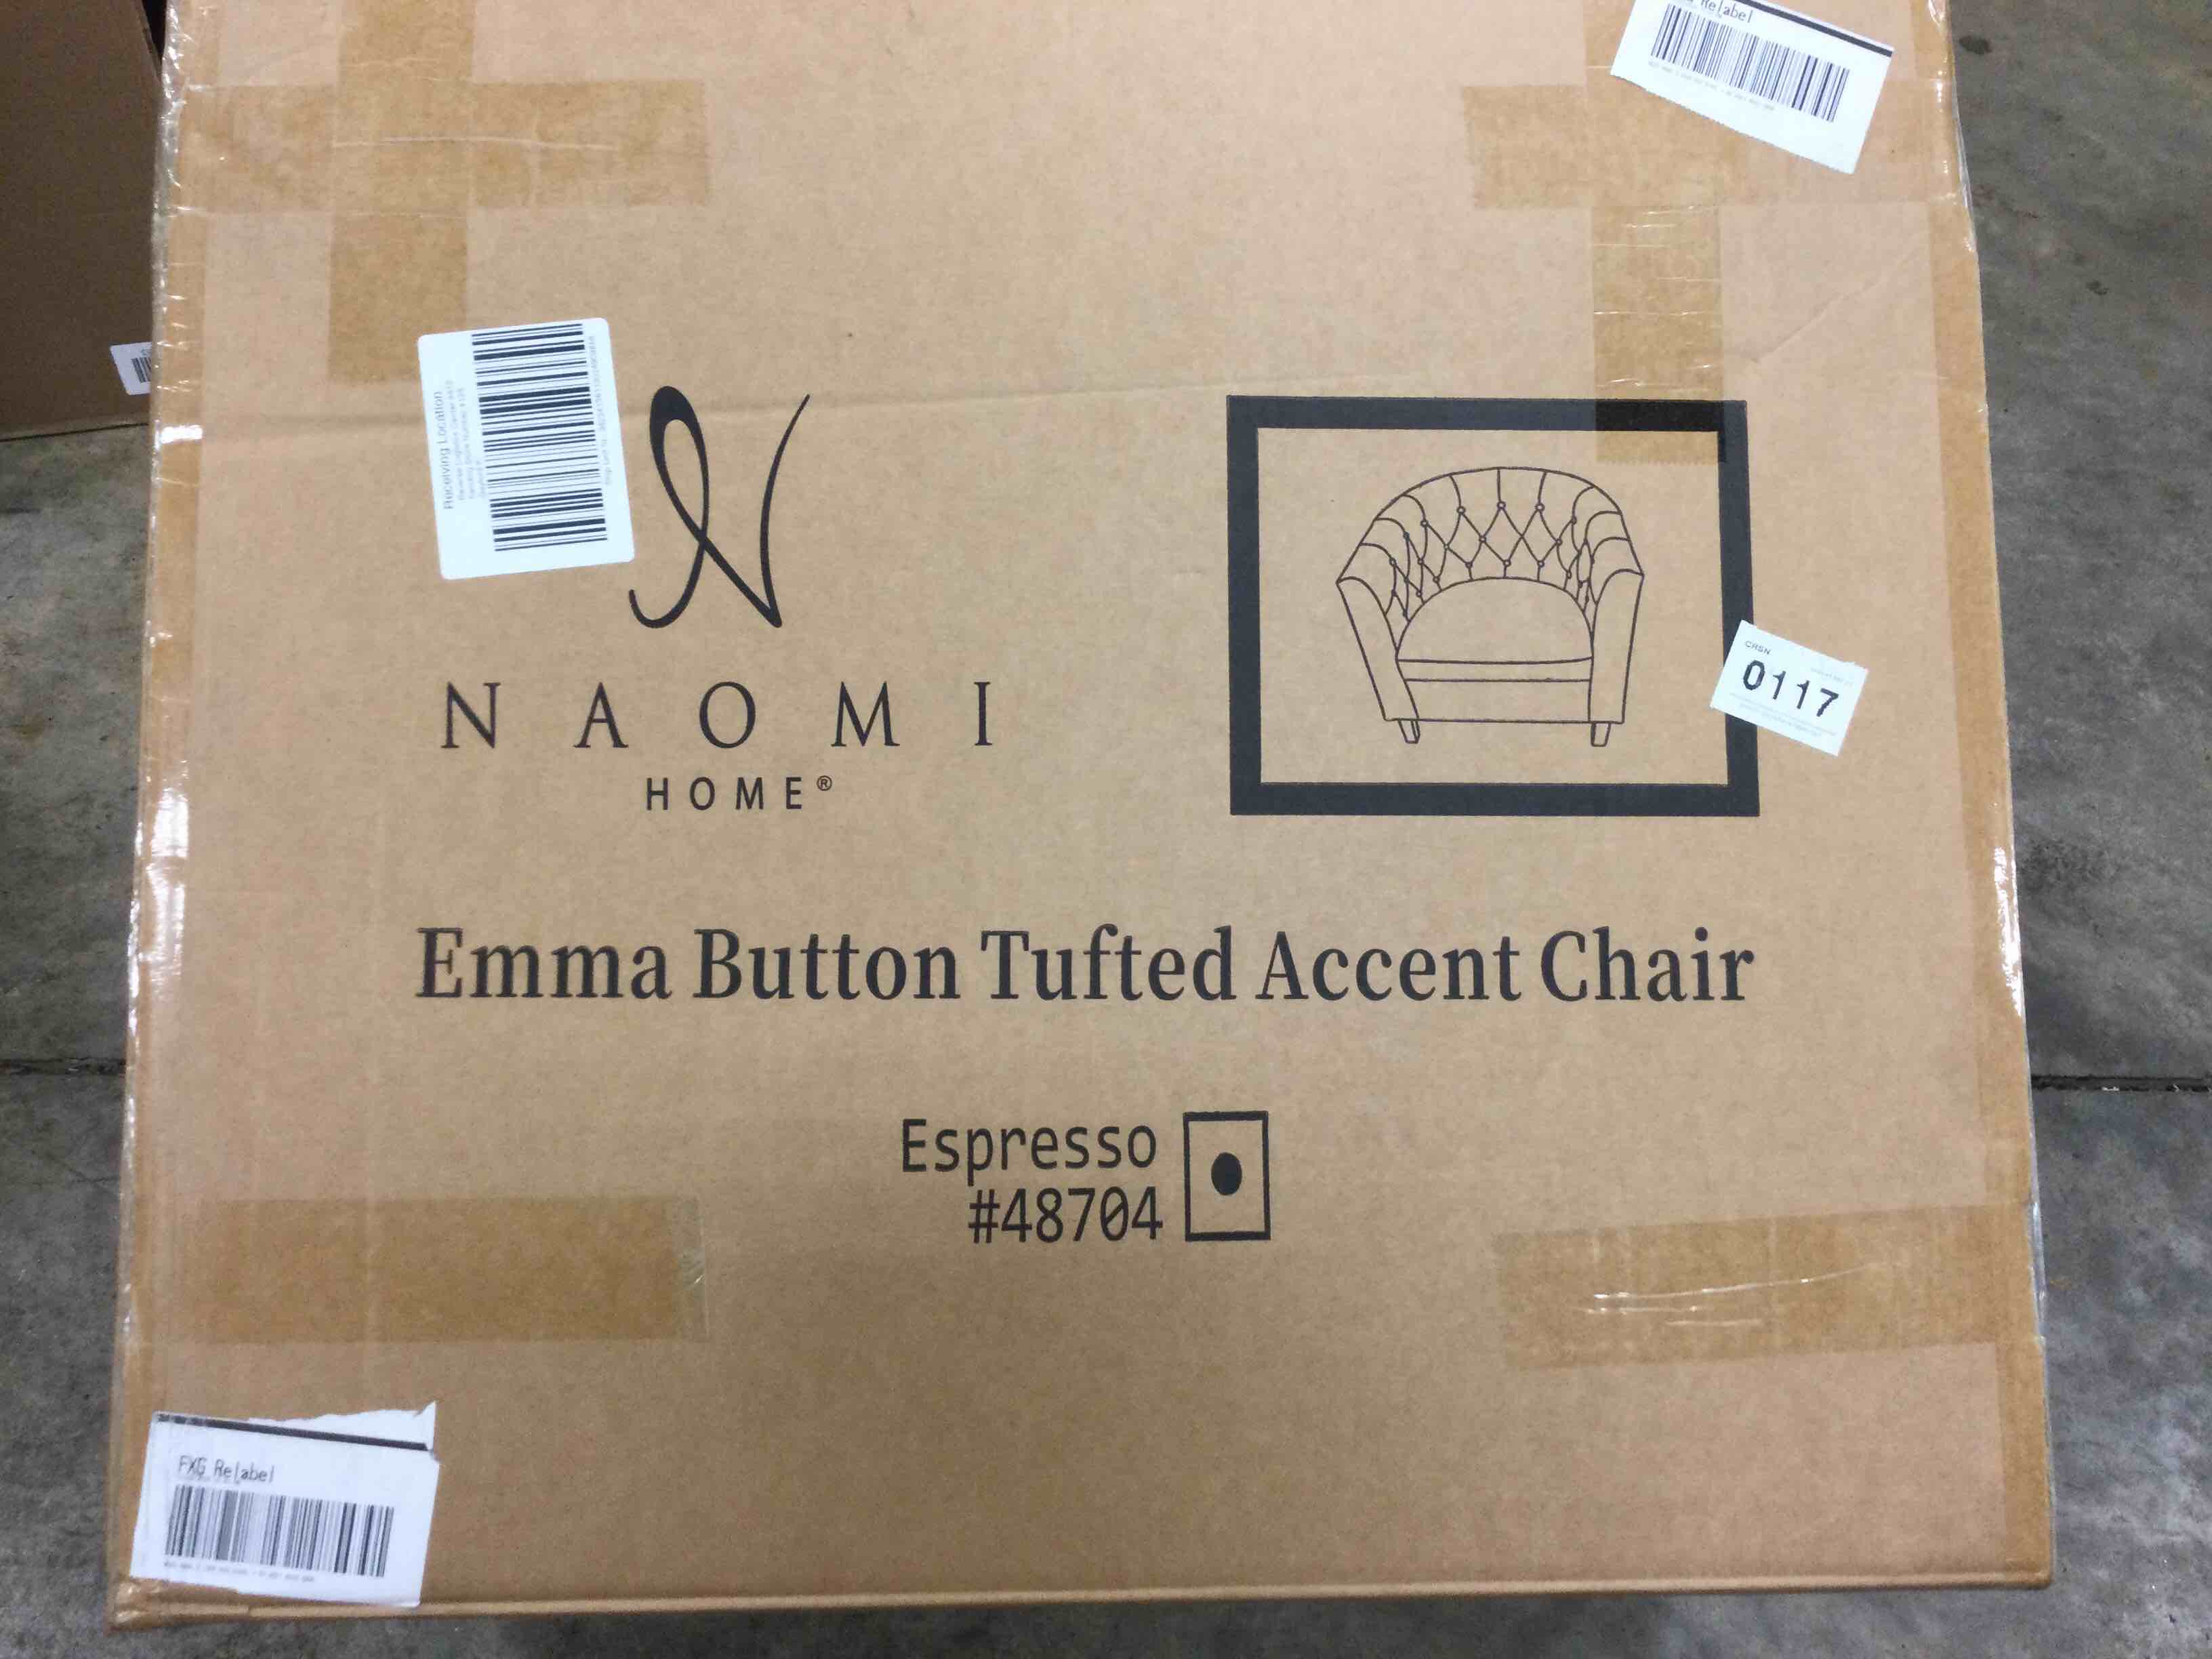 Relabel
Receiving Location
N
NAOMI
HOME®
CRSN
0117
Emma Button Tufted Accent Chair
Espresso
#48704
FXG Relabel